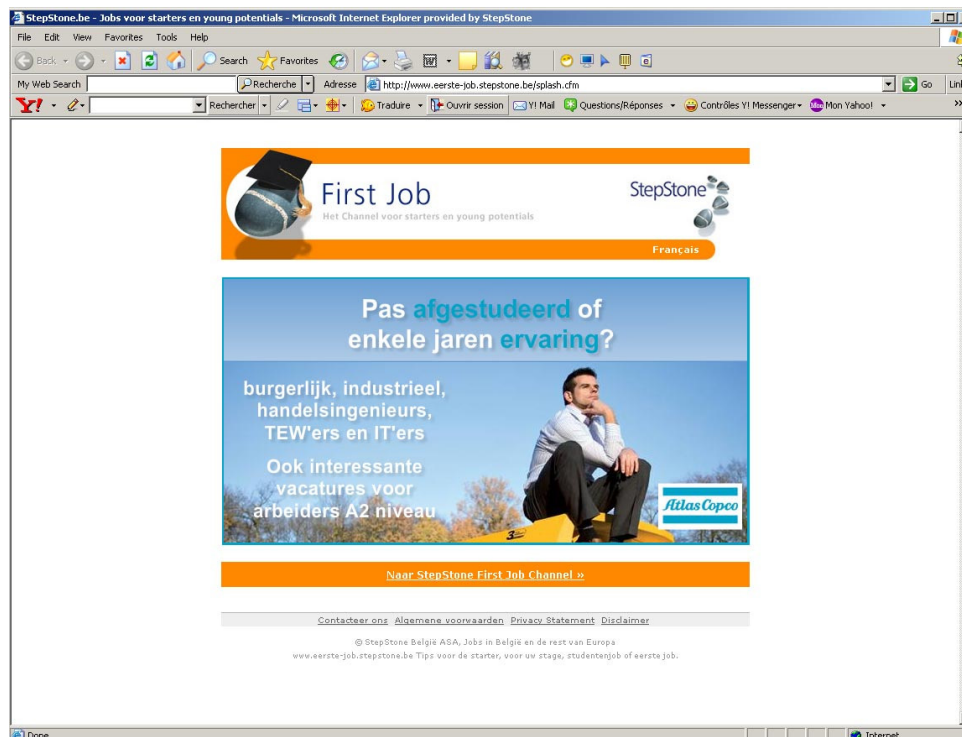 StepStone.be - Jobs voor starters en young potentials - Microsoft Internet Explorer provided by StepStone
File Edit View Favorites Tools Help
Back Search Favorites
My Web Search Recherche Adresse http://www.eerste-job.stepstone.be/splash.cfm Go
Y! Rechercher Traduire Ouvrir session Y! Mail Questions/Réponses Contrôles Y! Messenger Mon Yahoo!
First Job
StepStone
Het Channel voor starters en young potentials
Français
Pas afgestudeerd of
enkele jaren ervaring?
burgerlijk, industrieel,
handelsingenieurs,
TEW'ers en IT'ers
Ook interessante
vacatures voor
arbeiders A2 niveau
3
Atlas Copco
Naar StepStone First Job Channel »
Contacteer ons Algemene voorwaarden Privacy Statement Disclaimer
© StepStone België ASA, Jobs in België en de rest van Europa
www.eerste-job.stepstone.be Tips voor de starter, voor uw stage, studentenjob of eerste job.
Done Internet